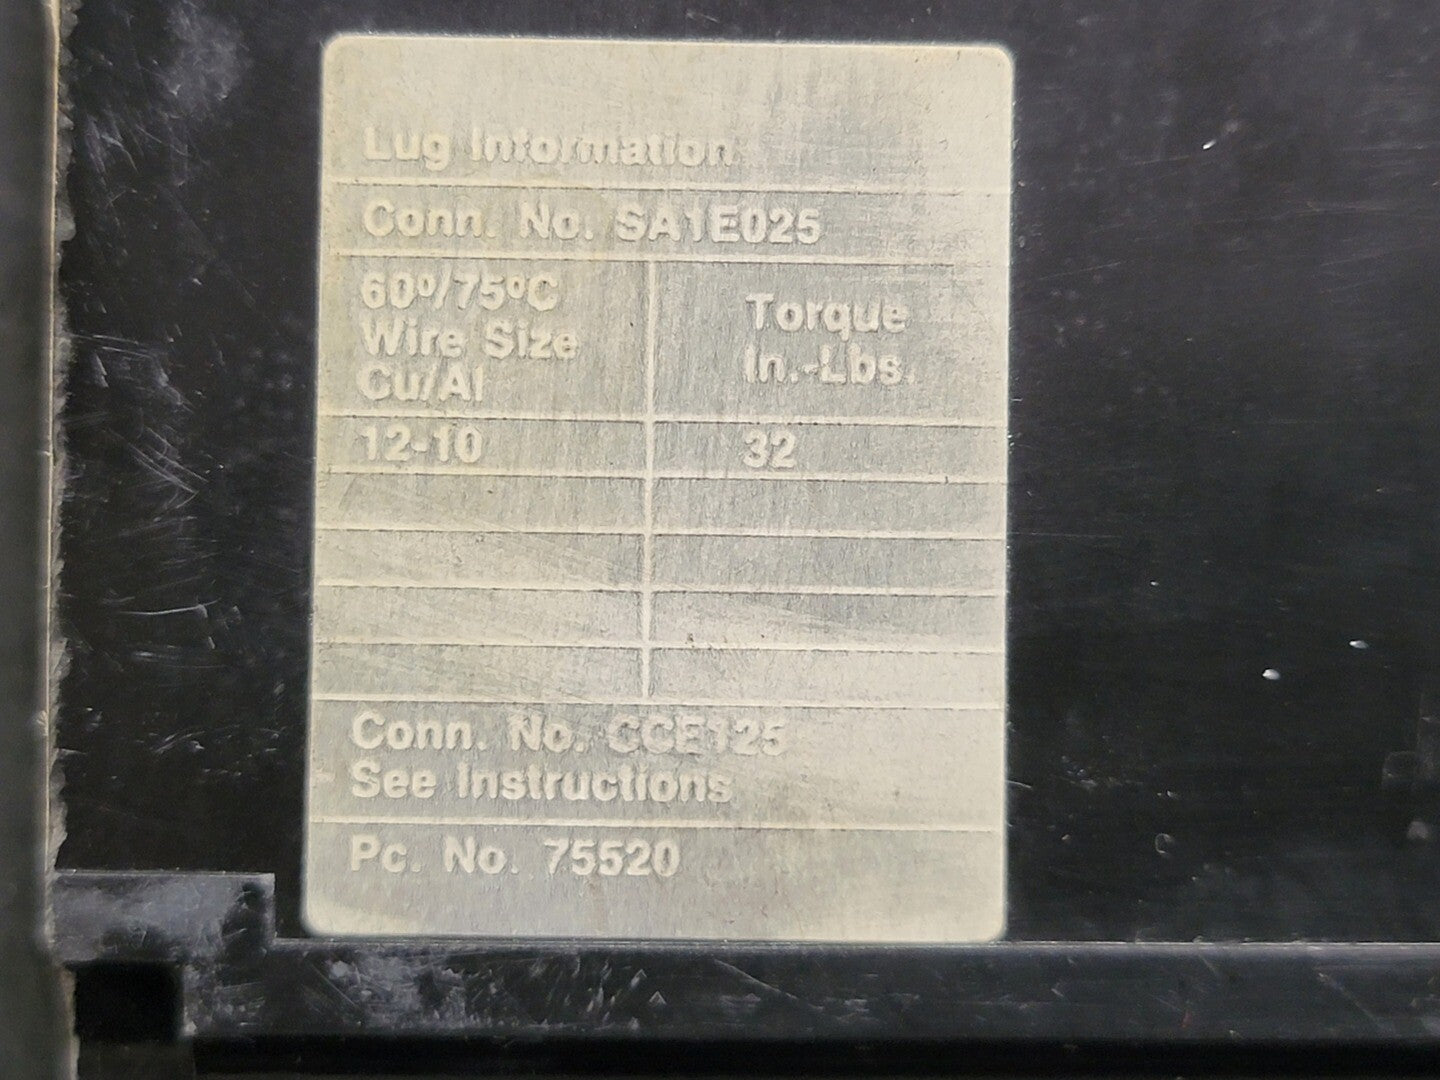 Lug Information
Conn. No. SA1E025
60º/75ºC
Wire Size
Cu/Al
Torque
In.-Lbs.
12-10
32
Conn. No. CCE125
See Instructions
Pc. No. 75520